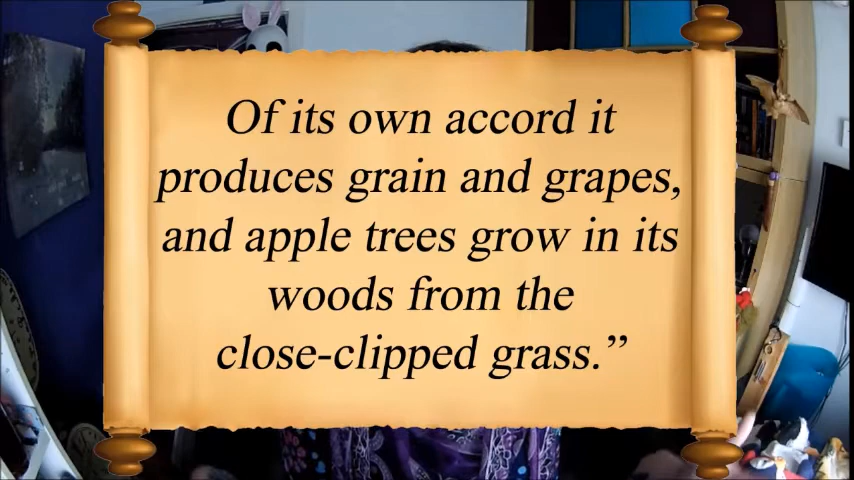 Of its own accord it
produces grain and grapes,
and apple trees grow in its
woods from the
close-clipped grass.”